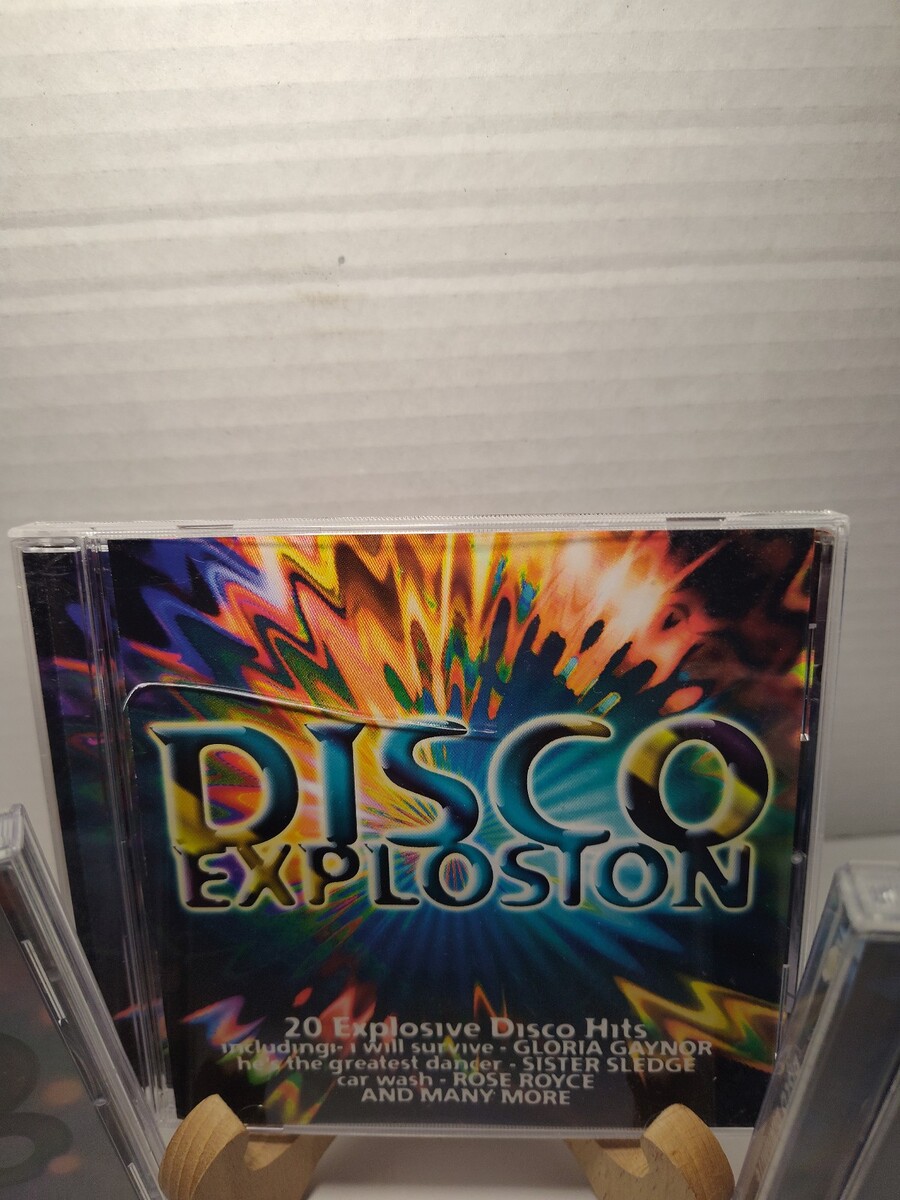 DISCO
EXPLOSION
20 Explosive Disco Hits
including:- i will survive - GLORIA GAYNOR
he's the greatest dancer - SISTER SLEDGE
car wash - ROSE ROYCE
AND MANY MORE